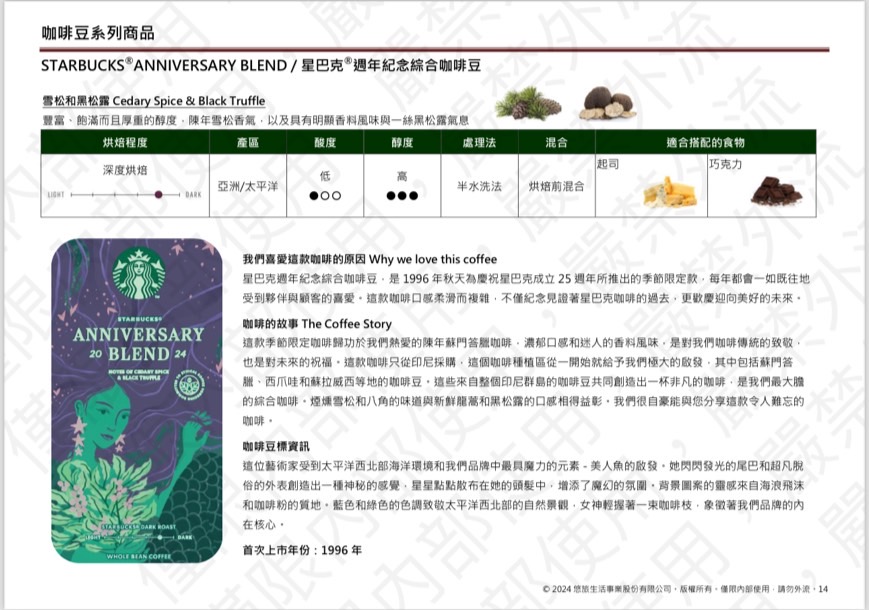 咖啡豆系列商品
STARBUCKS®ANNIVERSARY BLEND / 星巴克®週年紀念綜合咖啡豆
雪松和黑松露 Cedary Spice & Black Truffle
豐富、飽滿而且厚重的醇度，陳年雪松香氣，以及具有明顯香料風味與一絲黑松露氣息
烘焙程度 產區 酸度 醇度 處理法 混合 適合搭配的食物
深度烘焙
LIGHT DARK
亞洲/太平洋
低
高
半水洗法
烘焙前混合
起司
巧克力
STARBUCKS®
ANNIVERSARY
20 BLEND 24
NOTES OF CEDARY SPICE
& BLACK TRUFFLE
STARBUCKS® DARK ROAST
LIGHT DARK
WHOLE BEAN COFFEE
我們喜愛這款咖啡的原因 Why we love this coffee
星巴克週年紀念綜合咖啡豆，是 1996 年秋天為慶祝星巴克成立 25 週年所推出的季節限定款，每年都會一如既往地
受到夥伴與顧客的喜愛。這款咖啡口感柔滑而複雜，不僅紀念見證著星巴克咖啡的過去，更歡慶迎向美好的未來。
咖啡的故事 The Coffee Story
這款季節限定咖啡歸功於我們熱愛的陳年蘇門答臘咖啡，濃郁口感和迷人的香料風味，是對我們咖啡傳統的致敬，
也是對未來的祝福。這款咖啡只從印尼採購，這個咖啡種植區從一開始就給予我們極大的啟發，其中包括蘇門答
臘、西爪哇和蘇拉威西等地的咖啡豆。這些來自整個印尼群島的咖啡豆共同創造出一杯非凡的咖啡，是我們最大膽
的綜合咖啡。煙燻雪松和八角的味道與新鮮龍蒿和黑松露的口感相得益彰。我們很自豪能與您分享這款令人難忘的
咖啡。
咖啡豆標資訊
這位藝術家受到太平洋西北部海洋環境和我們品牌中最具魔力的元素 - 美人魚的啟發。她閃閃發光的尾巴和超凡脫
俗的外表創造出一種神秘的感覺，星星點點散布在她的頭髮中，增添了魔幻的氛圍。背景圖案的靈感來自海浪飛沫
和咖啡粉的質地。藍色和綠色的色調致敬太平洋西北部的自然景觀，女神輕握著一束咖啡枝，象徵著我們品牌的內
在核心。
首次上市年份：1996 年
© 2024 悠旅生活事業股份有限公司。版權所有。僅限內部使用，請勿外流。14